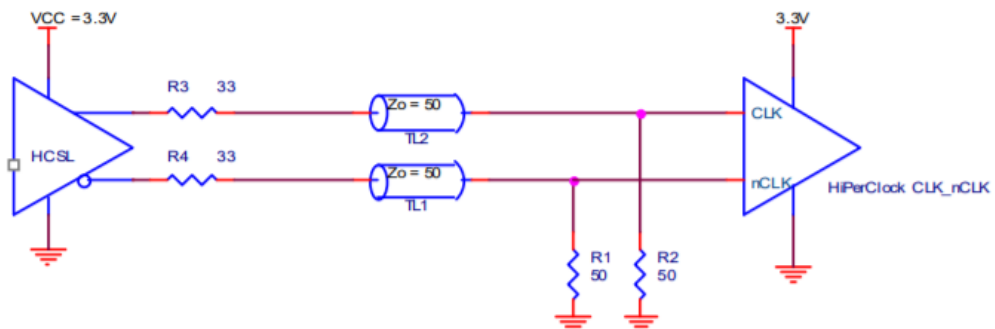 VCC = 3.3V
3.3V
R3 33
Zo = 50
TL2
CLK
HCSL
R4 33
Zo = 50
TL1
nCLK
HiPerClock CLK_nCLK
R1
50
R2
50